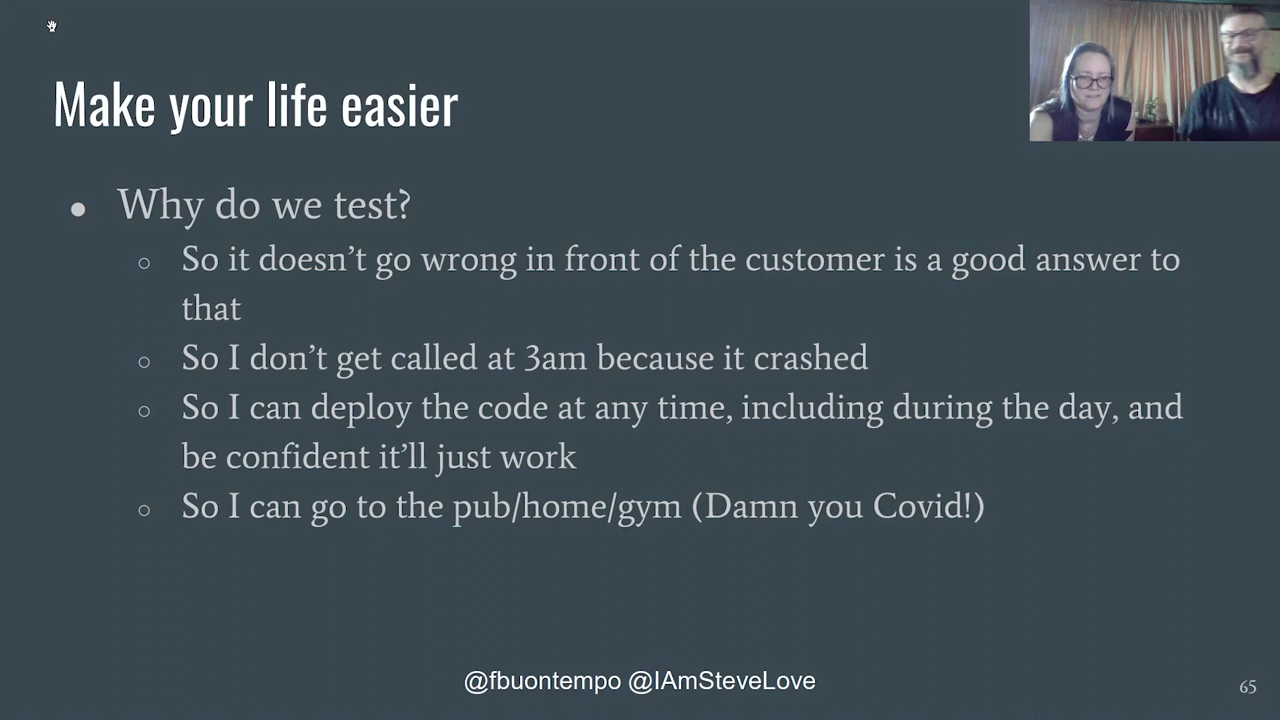 Make your life easier
● Why do we test?
○ So it doesn’t go wrong in front of the customer is a good answer to
that
○ So I don’t get called at 3am because it crashed
○ So I can deploy the code at any time, including during the day, and
be confident it’ll just work
○ So I can go to the pub/home/gym (Damn you Covid!)
@fbuontempo @IAmSteveLove
65